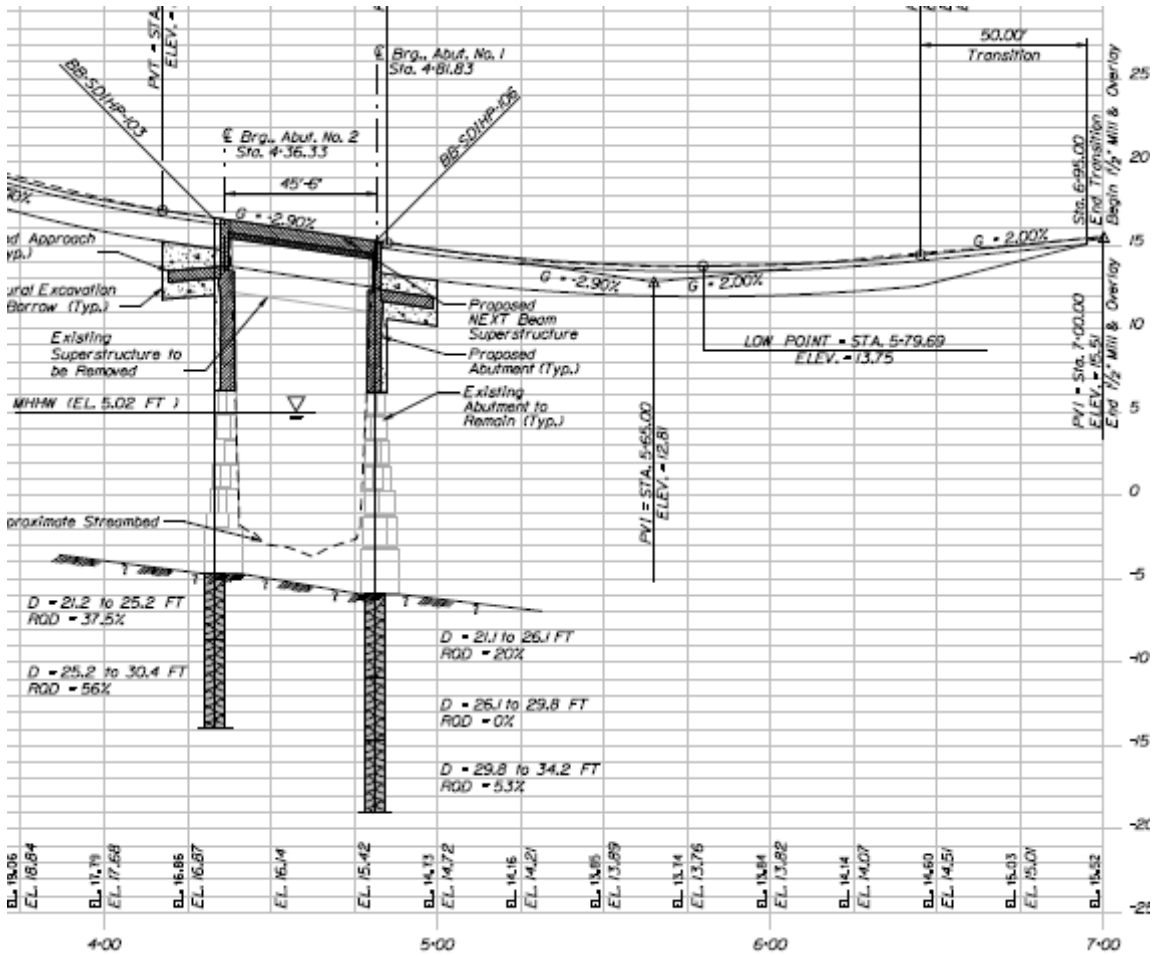 PVT = STA.
ELEV. =
50.00'
Transition
℄ Brg., Abut. No. 1
Sta. 4+81.83
BB-SDIHP-103
BB-SDIHP-106
℄ Brg., Abut. No. 2
Sta. 4+36.33
45'-6"
G = -2.90%
Sta. 6+95.00
End Transition
Begin 1/2" Mill & Overlay
25
20
15
10
5
0
-5
-10
-15
-20
-25
G = 2.00%
G = -2.90%
G = 2.00%
Approach
Excavation
Borrow (Typ.)
Existing
Superstructure to
be Removed
Proposed
NEXT Beam
Superstructure
Proposed
Abutment (Typ.)
Existing
Abutment to
Remain (Typ.)
LOW POINT = STA. 5+79.69
ELEV. = 13.75
PVI = STA. 5+65.00
ELEV. = 12.81
PVI = Sta. 7+00.00
ELEV. = 15.51
End 1/2" Mill & Overlay
MHHW (EL. 5.02 FT )
proximate Streambed
D = 21.2 to 25.2 FT
RQD = 37.5%
D = 25.2 to 30.4 FT
RQD = 56%
D = 21.1 to 26.1 FT
RQD = 20%
D = 26.1 to 29.8 FT
RQD = 0%
D = 29.8 to 34.2 FT
RQD = 53%
EL. 19.06
EL. 18.84
EL. 17.79
EL. 17.68
EL. 16.86
EL. 16.87
EL. 16.14
EL. 15.42
EL. 14.73
EL. 14.72
EL. 14.16
EL. 14.21
EL. 13.85
EL. 13.89
EL. 13.74
EL. 13.76
EL. 13.84
EL. 13.82
EL. 14.14
EL. 14.07
EL. 14.60
EL. 14.51
EL. 15.03
EL. 15.01
EL. 15.52
4+00
5+00
6+00
7+00